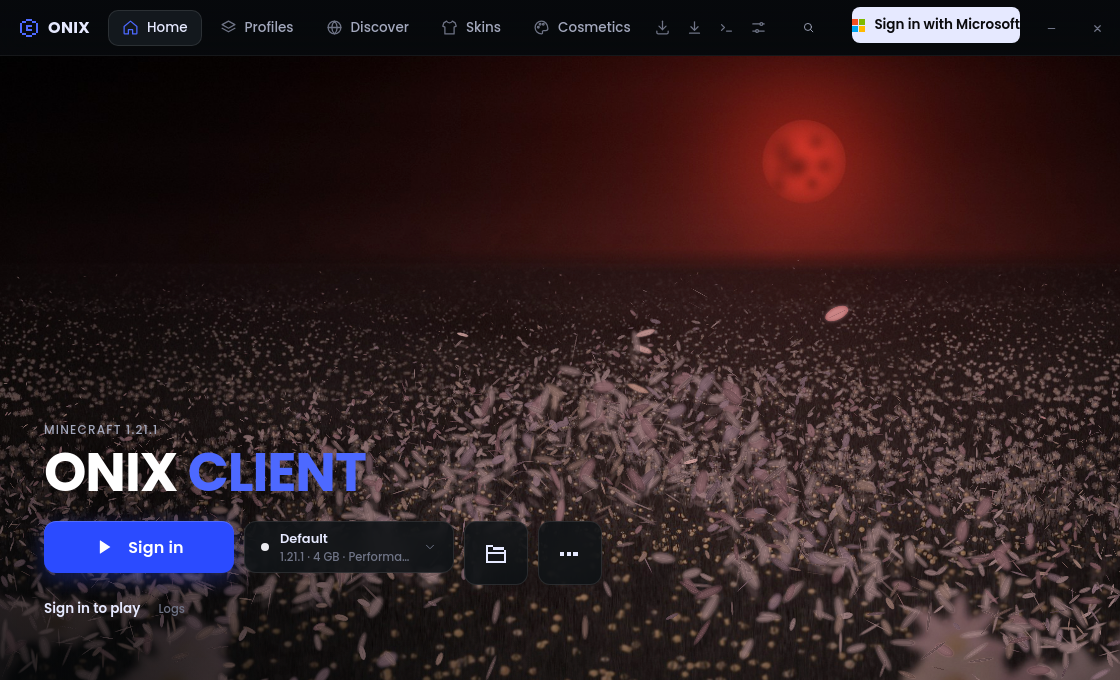 ONIX
Home
Profiles
Discover
Skins
Cosmetics
Sign in with Microsoft
MINECRAFT 1.21.1
ONIX CLIENT
Sign in
Default
1.21.1 · 4 GB · Performa...
Sign in to play
Logs